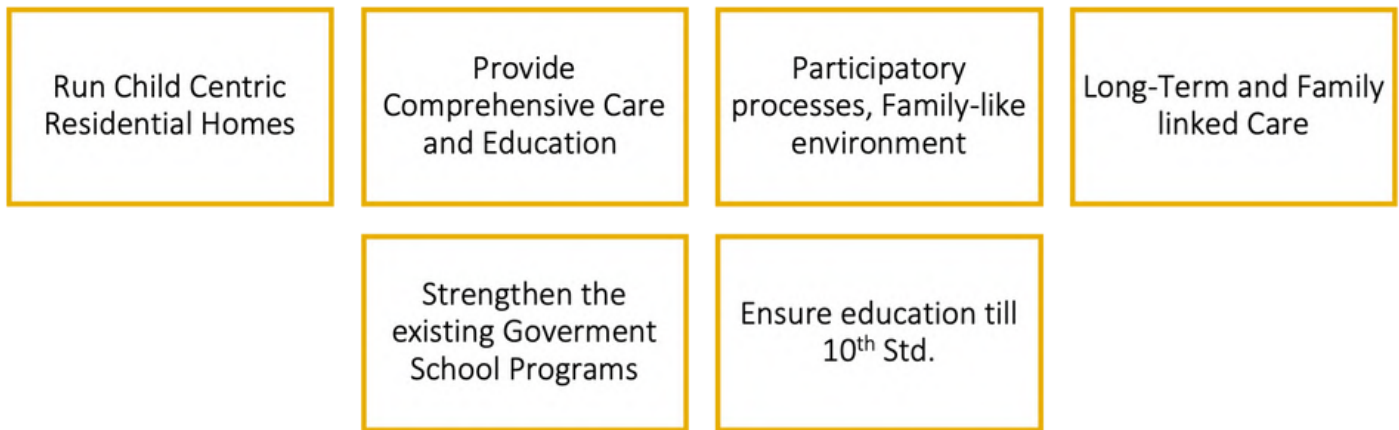 Run Child Centric
Residential Homes
Provide
Comprehensive Care
and Education
Participatory
processes, Family-like
environment
Long-Term and Family
linked Care
Strengthen the
existing Goverment
School Programs
Ensure education till
10th Std.